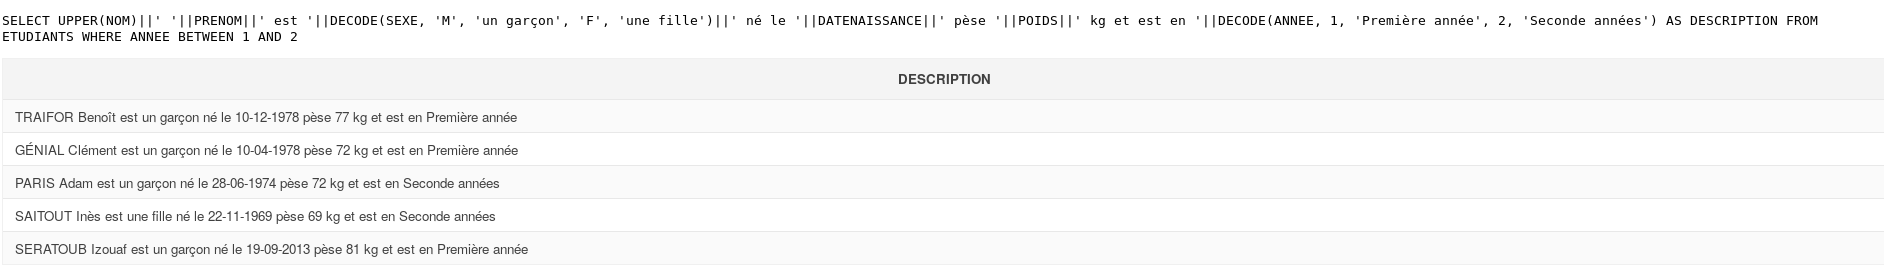 SELECT UPPER(NOM)||' '||PRENOM||' est '||DECODE(SEXE, 'M', 'un garçon', 'F', 'une fille')||' né le '||DATENAISSANCE||' pèse '||POIDS||' kg et est en '||DECODE(ANNEE, 1, 'Première année', 2, 'Seconde années') AS DESCRIPTION FROM
ETUDIANTS WHERE ANNEE BETWEEN 1 AND 2
DESCRIPTION
TRAIFOR Benoît est un garçon né le 10-12-1978 pèse 77 kg et est en Première année
GÉNIAL Clément est un garçon né le 10-04-1978 pèse 72 kg et est en Première année
PARIS Adam est un garçon né le 28-06-1974 pèse 72 kg et est en Seconde années
SAITOUT Inès est une fille né le 22-11-1969 pèse 69 kg et est en Seconde années
SERATOUB Izouaf est un garçon né le 19-09-2013 pèse 81 kg et est en Première année